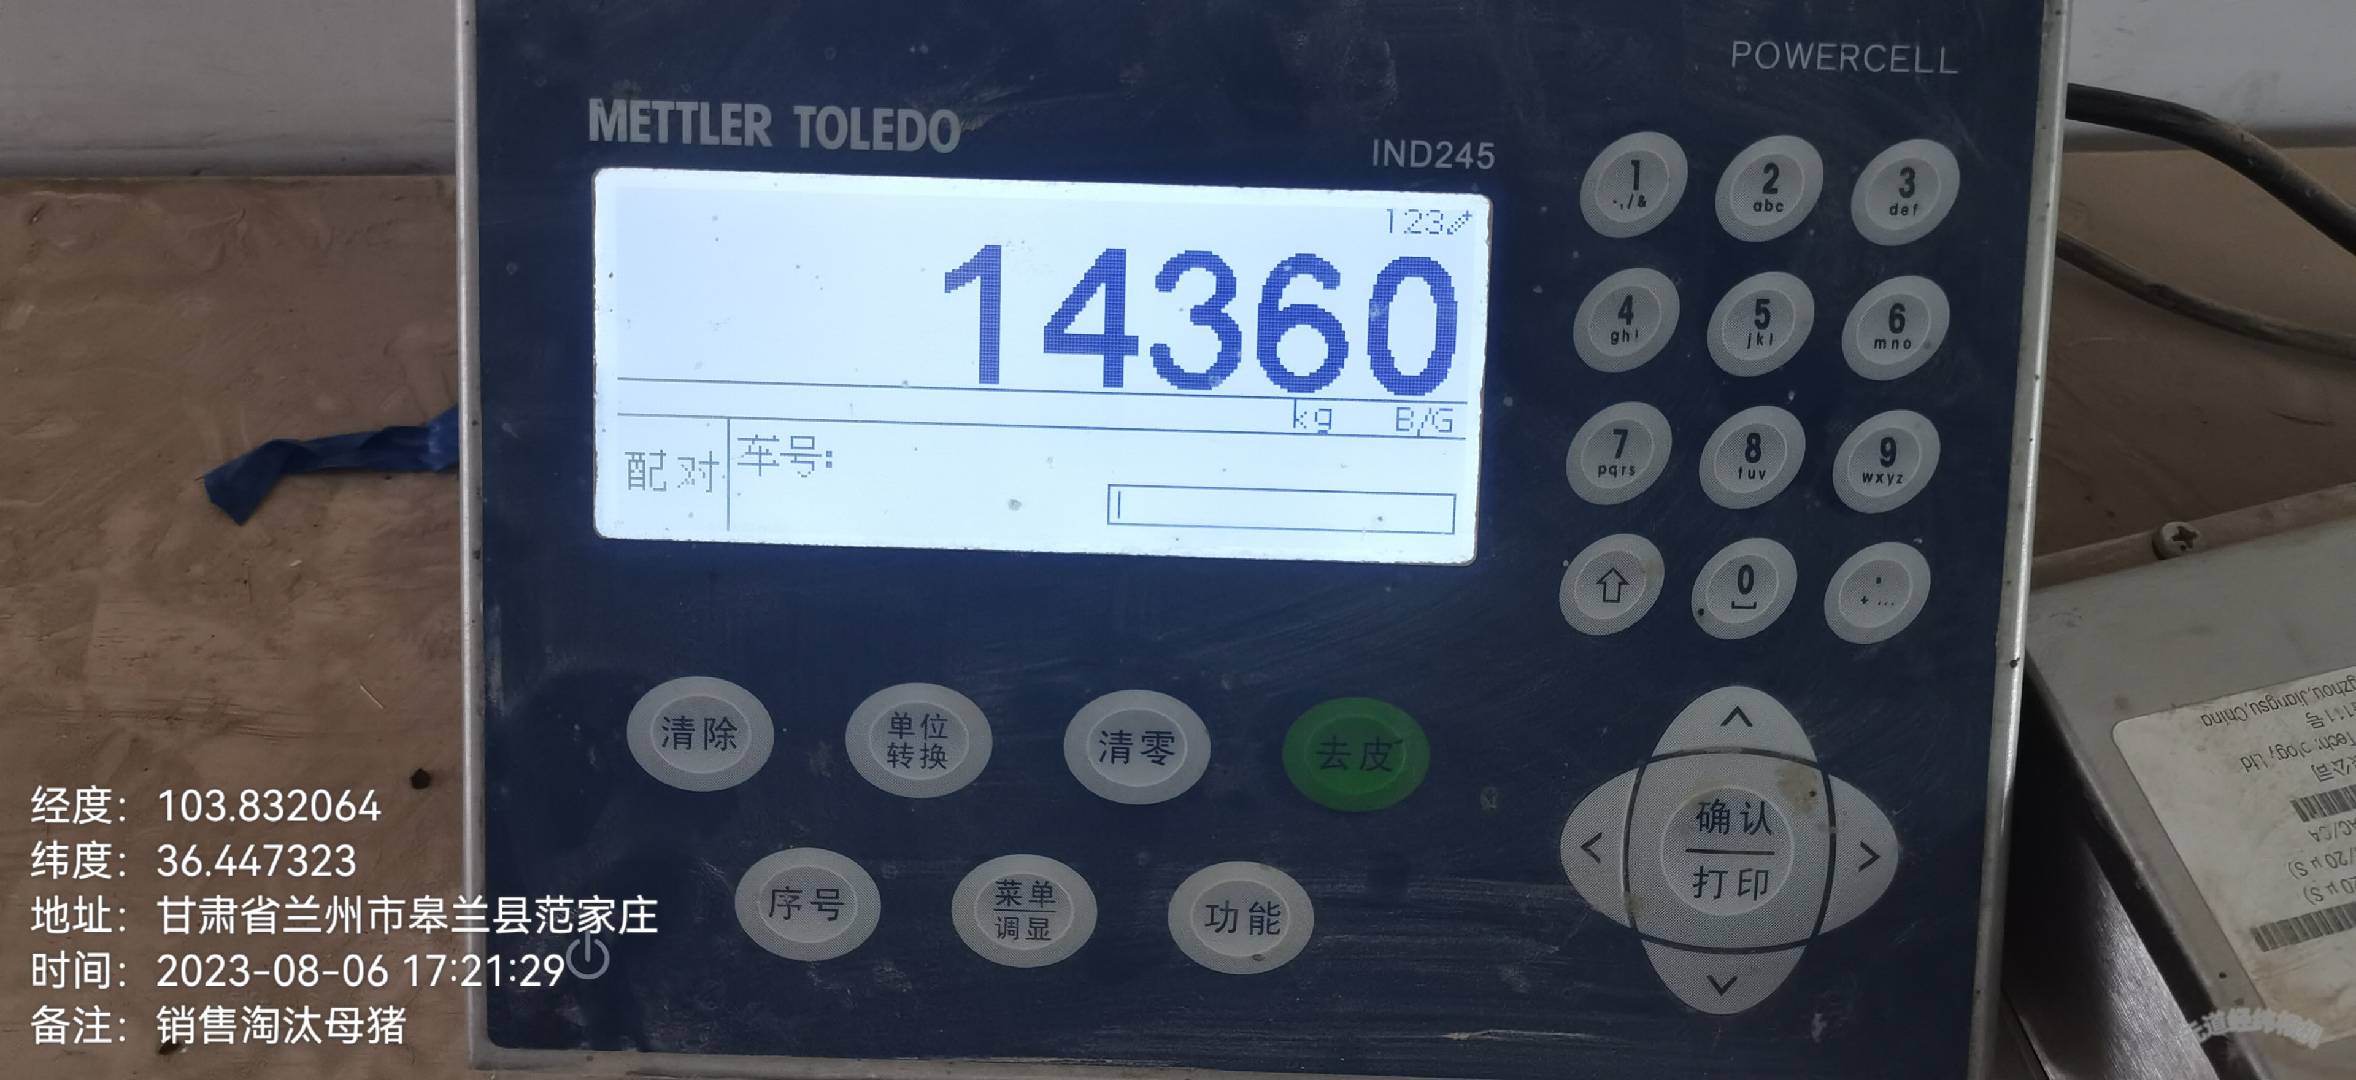 POWERCELL
METTLER TOLEDO
IND245
123
14360
kg B/G
配对
车号:
1 .,/&
2 abc
3 def
4 ghi
5 jkl
6 mno
7 pqrs
8 tuv
9 wxyz
0
清除
单位
转换
清零
去皮
序号
菜单
调显
功能
确认
打印
经度：103.832064
纬度：36.447323
地址：甘肃省兰州市皋兰县范家庄
时间：2023-08-06 17:21:29
备注：销售淘汰母猪
gzhou,Jiangsu,China